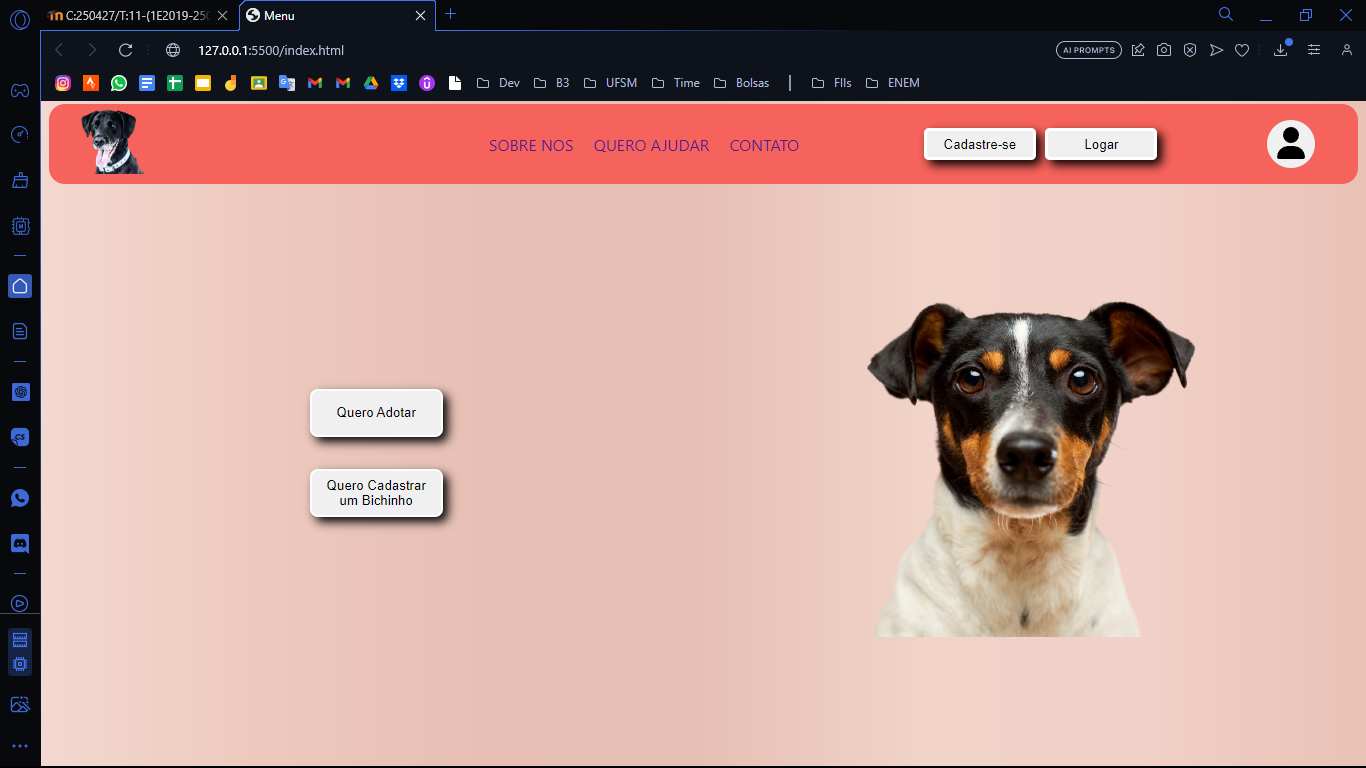 C:250427/T:11-(1E2019-250
Menu
127.0.0.1:5500/index.html
AI PROMPTS
Dev
B3
UFSM
Time
Bolsas
FIIs
ENEM
SOBRE NOS
QUERO AJUDAR
CONTATO
Cadastre-se
Logar
Quero Adotar
Quero Cadastrar
um Bichinho